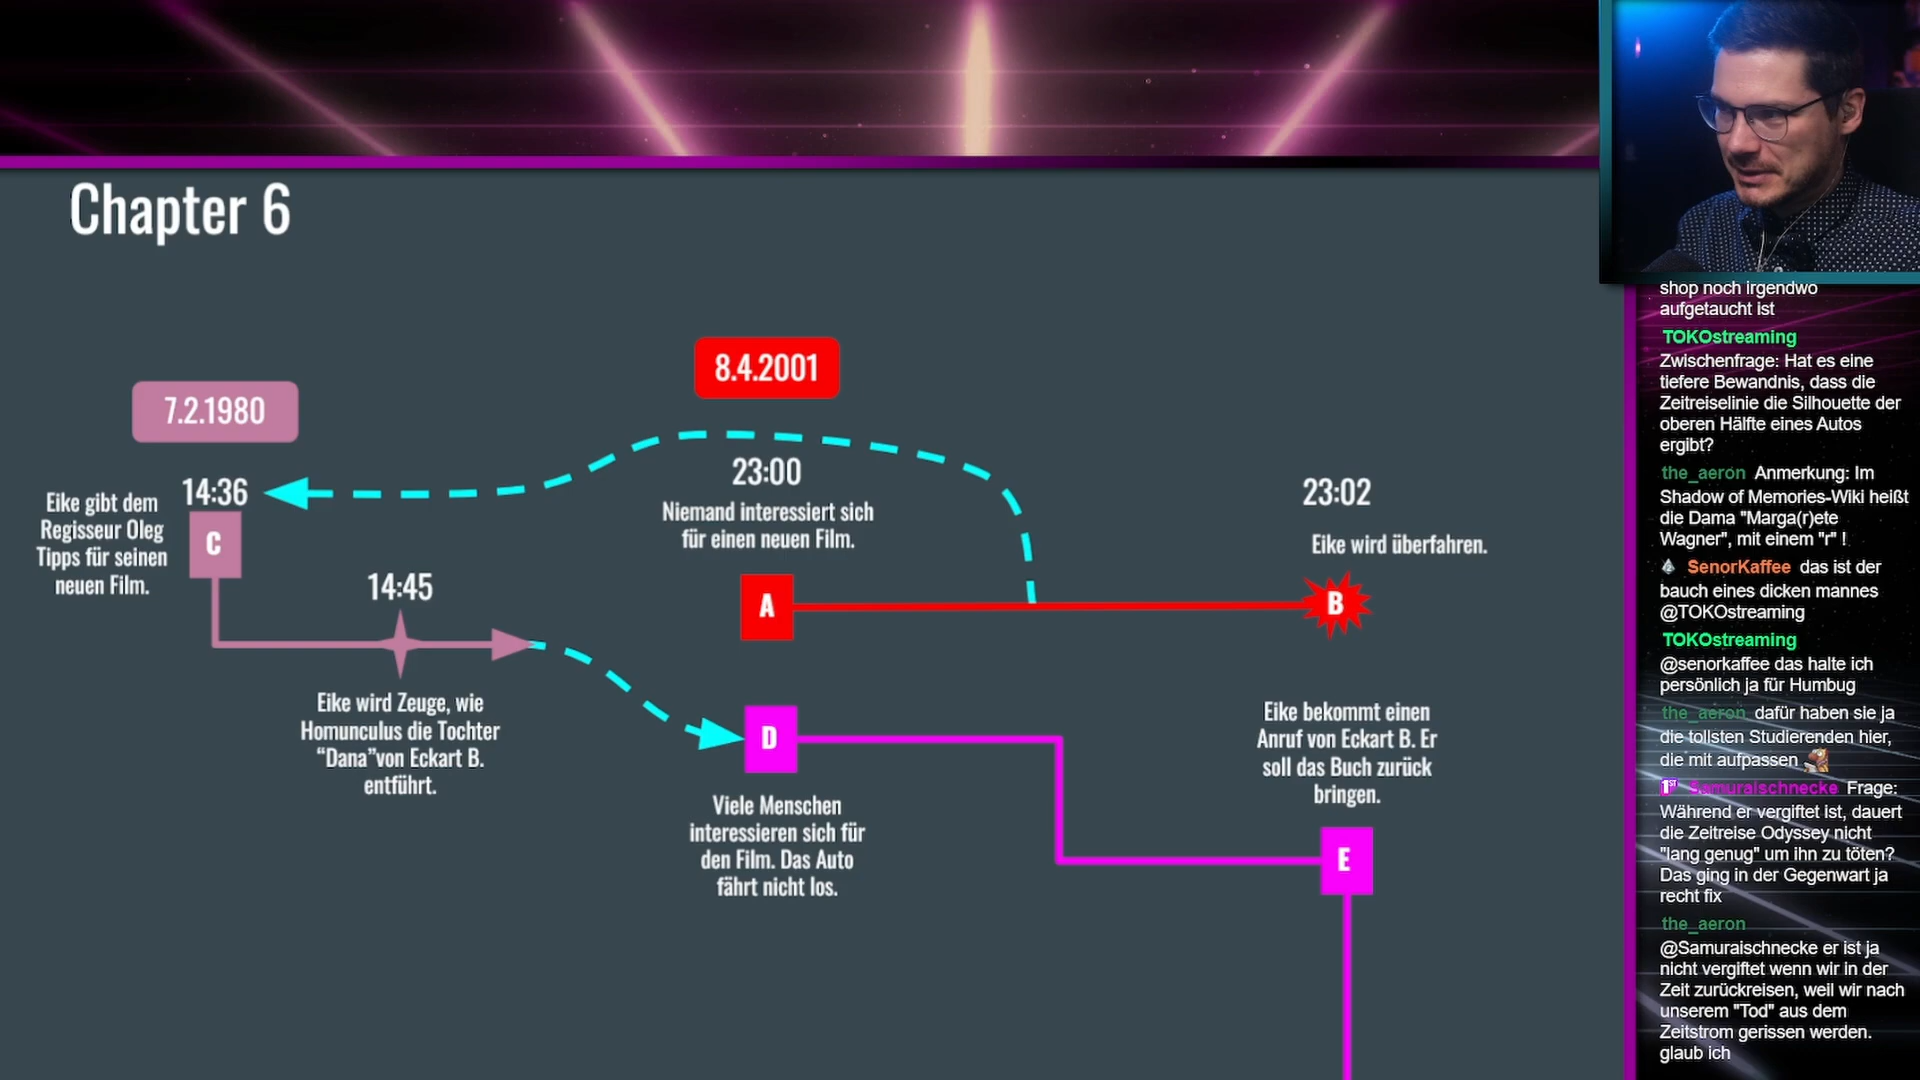 Chapter 6
7.2.1980
8.4.2001
14:36
Eike gibt dem
Regisseur Oleg
Tipps für seinen
neuen Film.
C
14:45
Eike wird Zeuge, wie
Homunculus die Tochter
“Dana”von Eckart B.
entführt.
23:00
Niemand interessiert sich
für einen neuen Film.
A
23:02
Eike wird überfahren.
B
D
Viele Menschen
interessieren sich für
den Film. Das Auto
fährt nicht los.
Eike bekommt einen
Anruf von Eckart B. Er
soll das Buch zurück
bringen.
E
shop noch irgendwo
aufgetaucht ist
TOKOstreaming
Zwischenfrage: Hat es eine
tiefere Bewandnis, dass die
Zeitreiselinie die Silhouette der
oberen Hälfte eines Autos
ergibt?
the_aeron Anmerkung: Im
Shadow of Memories-Wiki heißt
die Dama "Marga(r)ete
Wagner", mit einem "r" !
SenorKaffee das ist der
bauch eines dicken mannes
@TOKOstreaming
TOKOstreaming
@senorkaffee das halte ich
persönlich ja für Humbug
the_aeron dafür haben sie ja
die tollsten Studierenden hier,
die mit aufpassen
Samuraischnecke Frage:
Während er vergiftet ist, dauert
die Zeitreise Odyssey nicht
"lang genug" um ihn zu töten?
Das ging in der Gegenwart ja
recht fix
the_aeron
@Samuraischnecke er ist ja
nicht vergiftet wenn wir in der
Zeit zurückreisen, weil wir nach
unserem "Tod" aus dem
Zeitstrom gerissen werden.
glaub ich